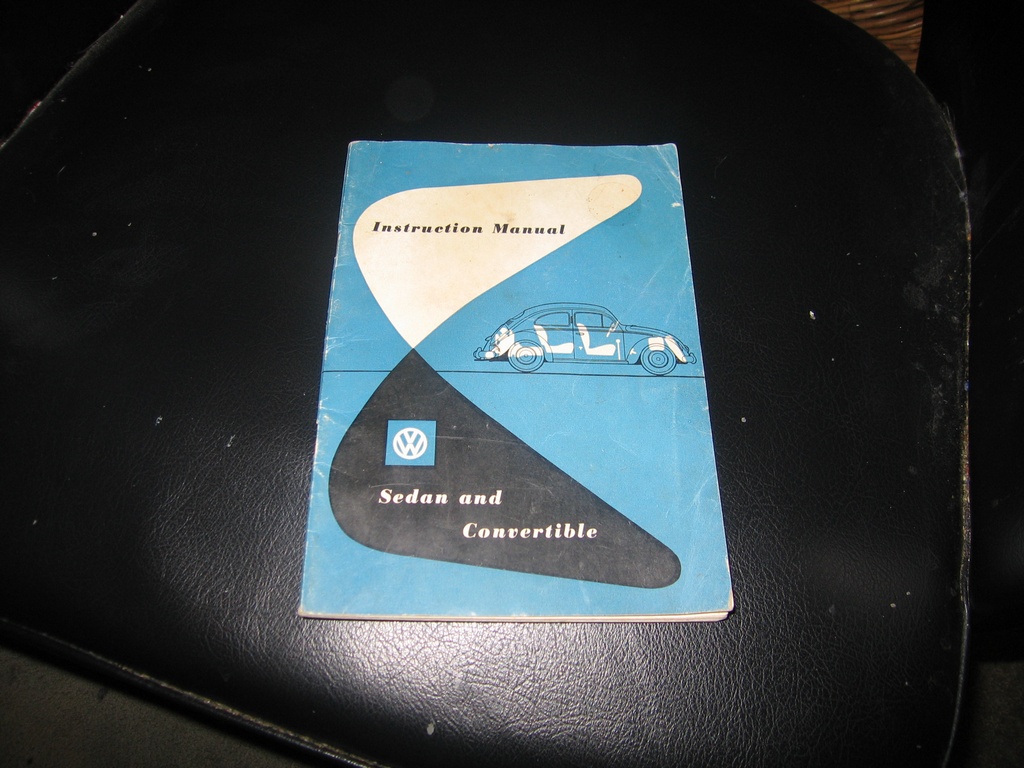 Instruction Manual
VW
Sedan and
Convertible